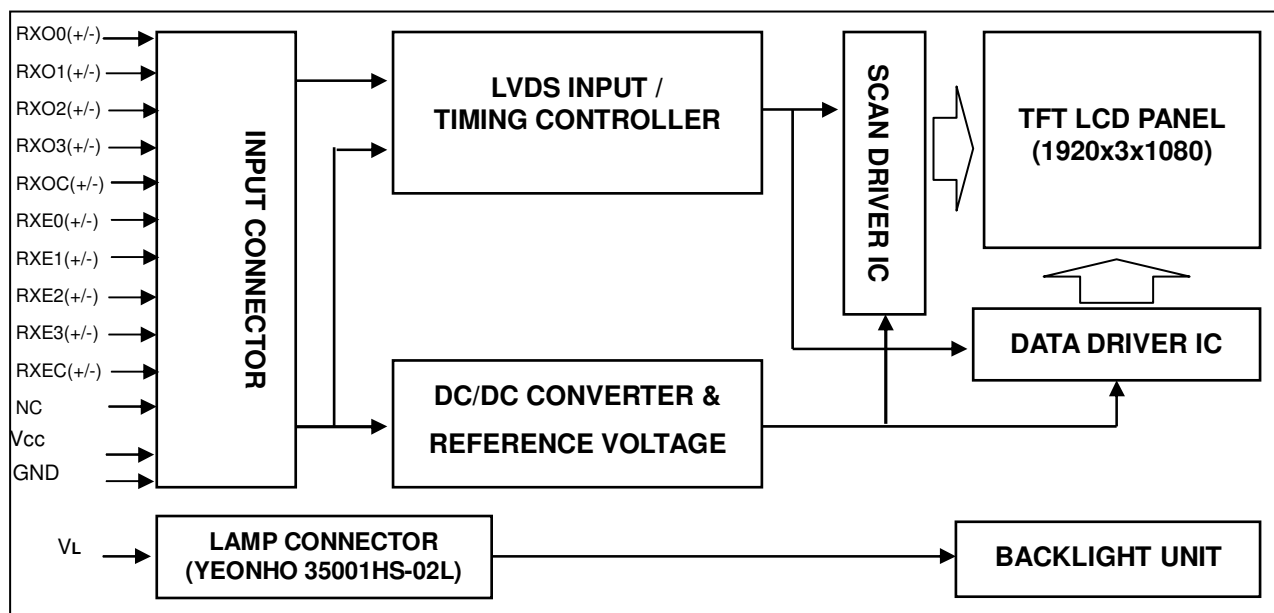 RXO0(+/-)
RXO1(+/-)
RXO2(+/-)
RXO3(+/-)
RXOC(+/-)
RXE0(+/-)
RXE1(+/-)
RXE2(+/-)
RXE3(+/-)
RXEC(+/-)
NC
Vcc
GND
INPUT CONNECTOR
LVDS INPUT /
TIMING CONTROLLER
SCAN DRIVER IC
TFT LCD PANEL
(1920x3x1080)
DATA DRIVER IC
DC/DC CONVERTER &
REFERENCE VOLTAGE
VL
LAMP CONNECTOR
(YEONHO 35001HS-02L)
BACKLIGHT UNIT